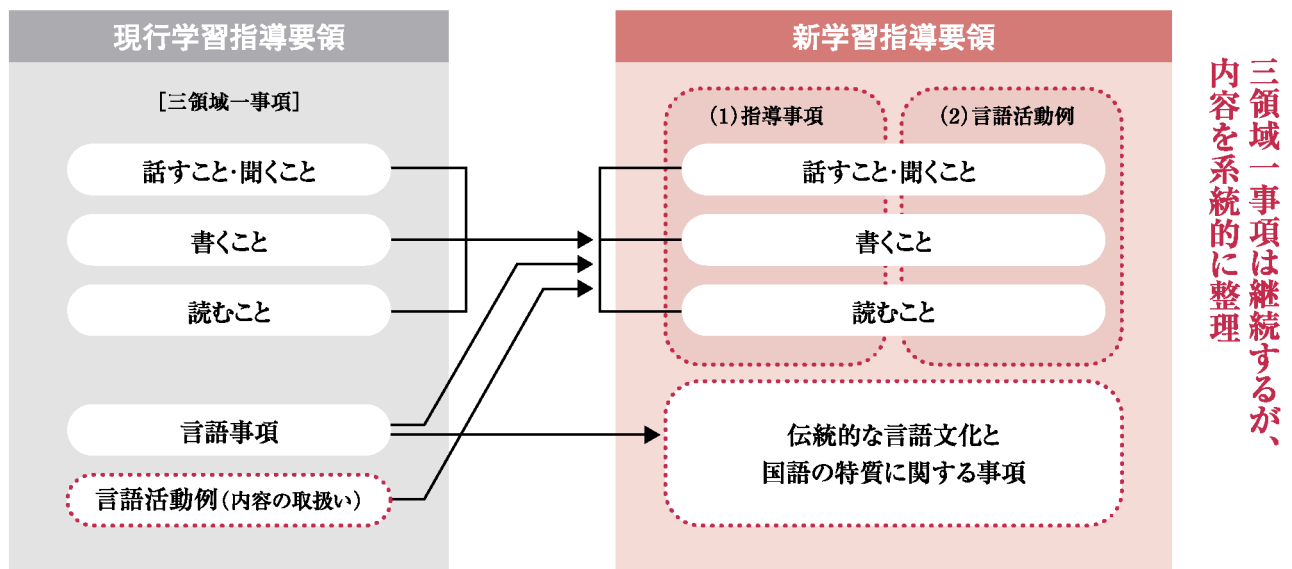 現行学習指導要領
[三領域一事項]
話すこと・聞くこと
書くこと
読むこと
言語事項
言語活動例（内容の取扱い）
新学習指導要領
（1）指導事項
（2）言語活動例
話すこと・聞くこと
書くこと
読むこと
伝統的な言語文化と
国語の特質に関する事項
三領域一事項は継続するが、
内容を系統的に整理